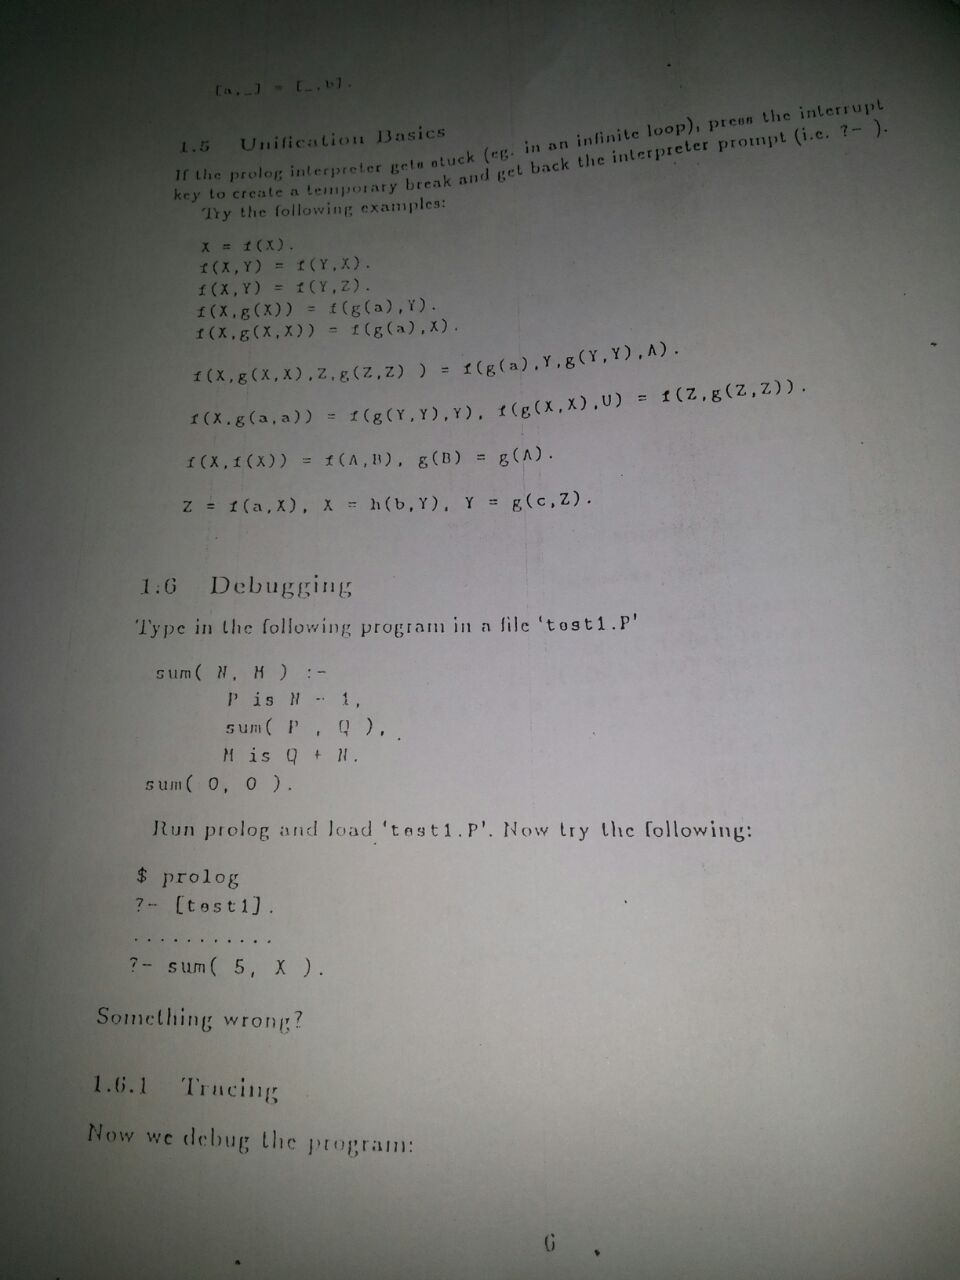 [a,_] = [_,b].
1.5 Unification Basics
If the prolog interpreter gets stuck (eg. in an infinite loop), press the interrupt
key to create a temporary break and get back the interpreter prompt (i.e. ?- ).
Try the following examples:
X = f(X).
f(X,Y) = f(Y,X).
f(X,Y) = f(Y,Z).
f(X,g(X)) = f(g(a),Y).
f(X,g(X,X)) = f(g(a),X).
f(X,g(X,X),Z,g(Z,Z) ) = f(g(a),Y,g(Y,Y),A).
f(X,g(a,a)) = f(g(Y,Y),Y), f(g(X,X),U) = f(Z,g(Z,Z)).
f(X,f(X)) = f(A,B), g(B) = g(A).
Z = f(a,X), X = h(b,Y), Y = g(c,Z).
1.6 Debugging
Type in the following program in a file 'test1.P'
sum( N, M ) :-
P is N - 1,
sum( P , Q ),
M is Q + N.
sum( 0, 0 ).
Run prolog and load 'test1.P'. Now try the following:
$ prolog
?- [test1].
...........
?- sum( 5, X ).
Something wrong?
1.6.1 Tracing
Now we debug the program:
6